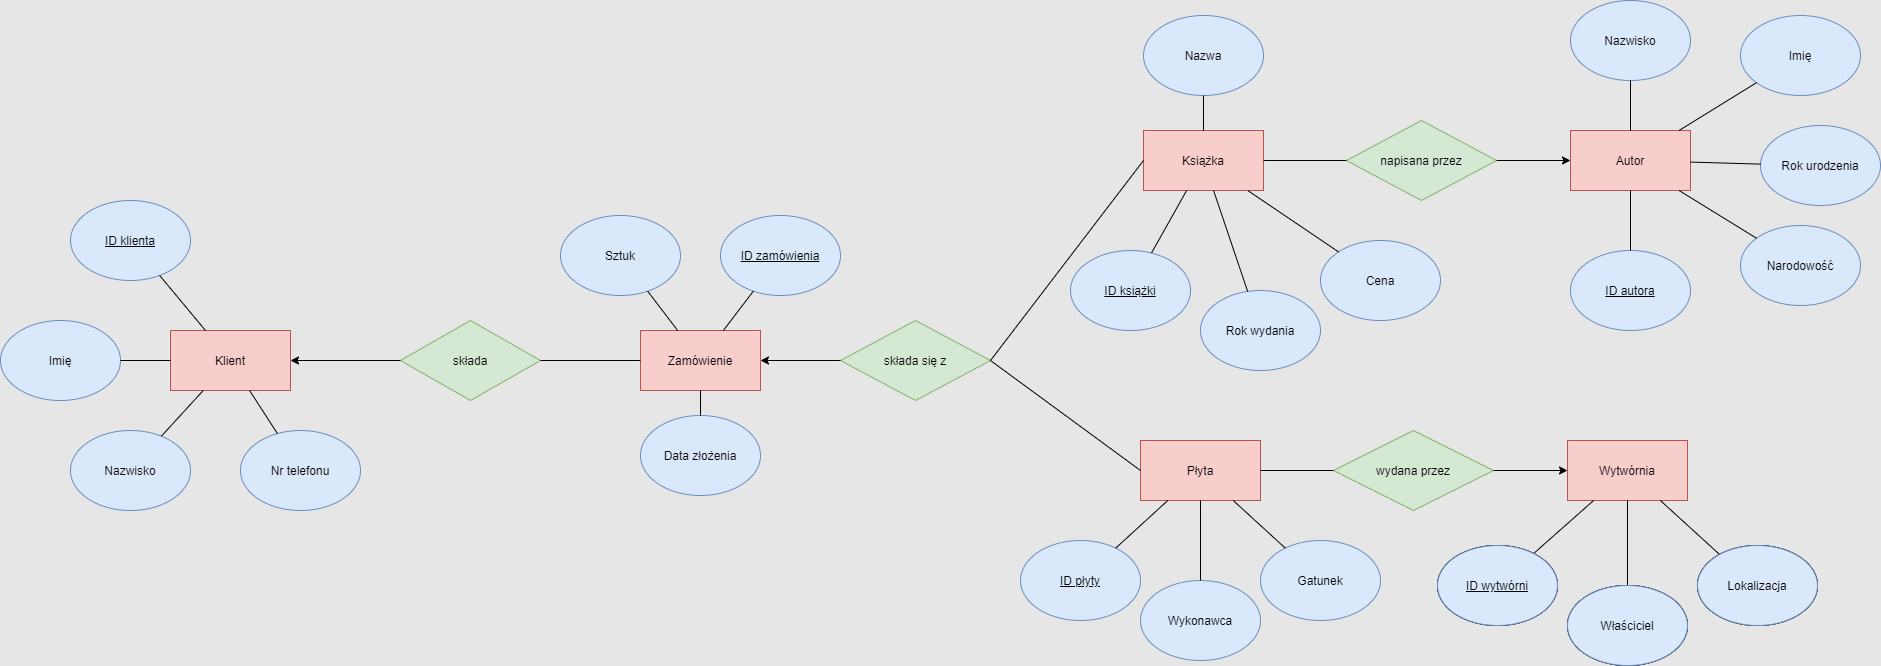 Nazwisko
Imię
Nazwa
Książka
napisana przez
Autor
Rok urodzenia
ID klienta
Sztuk
ID zamówienia
ID książki
Rok wydania
Cena
ID autora
Narodowość
Imię
Klient
składa
Zamówienie
składa się z
Nazwisko
Nr telefonu
Data złożenia
Płyta
wydana przez
Wytwórnia
ID płyty
Wykonawca
Gatunek
ID wytwórni
Właściciel
Lokalizacja